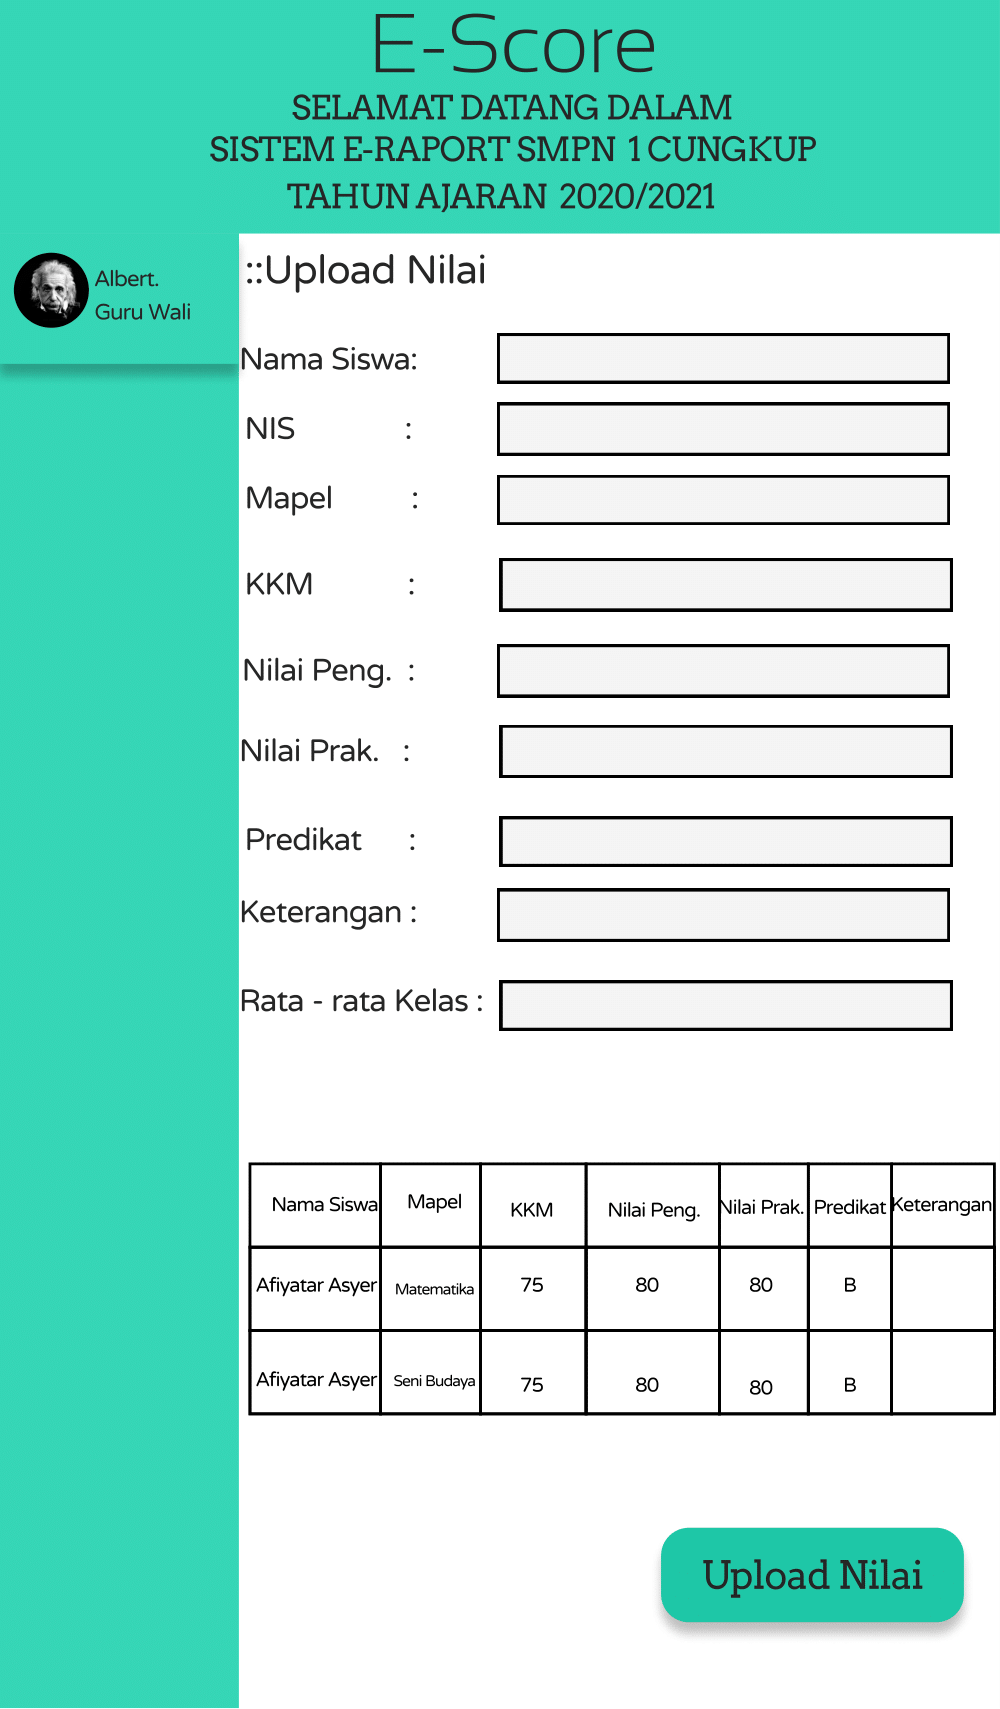 E-Score
SELAMAT DATANG DALAM
SISTEM E-RAPORT SMPN 1 CUNGKUP
TAHUN AJARAN 2020/2021
Albert.
Guru Wali
::Upload Nilai
Nama Siswa:
NIS :
Mapel :
KKM :
Nilai Peng. :
Nilai Prak. :
Predikat :
Keterangan :
Rata - rata Kelas :
Nama Siswa Mapel KKM Nilai Peng. Nilai Prak. Predikat Keterangan
Afiyatar Asyer Matematika 75 80 80 B
Afiyatar Asyer Seni Budaya 75 80 80 B
Upload Nilai